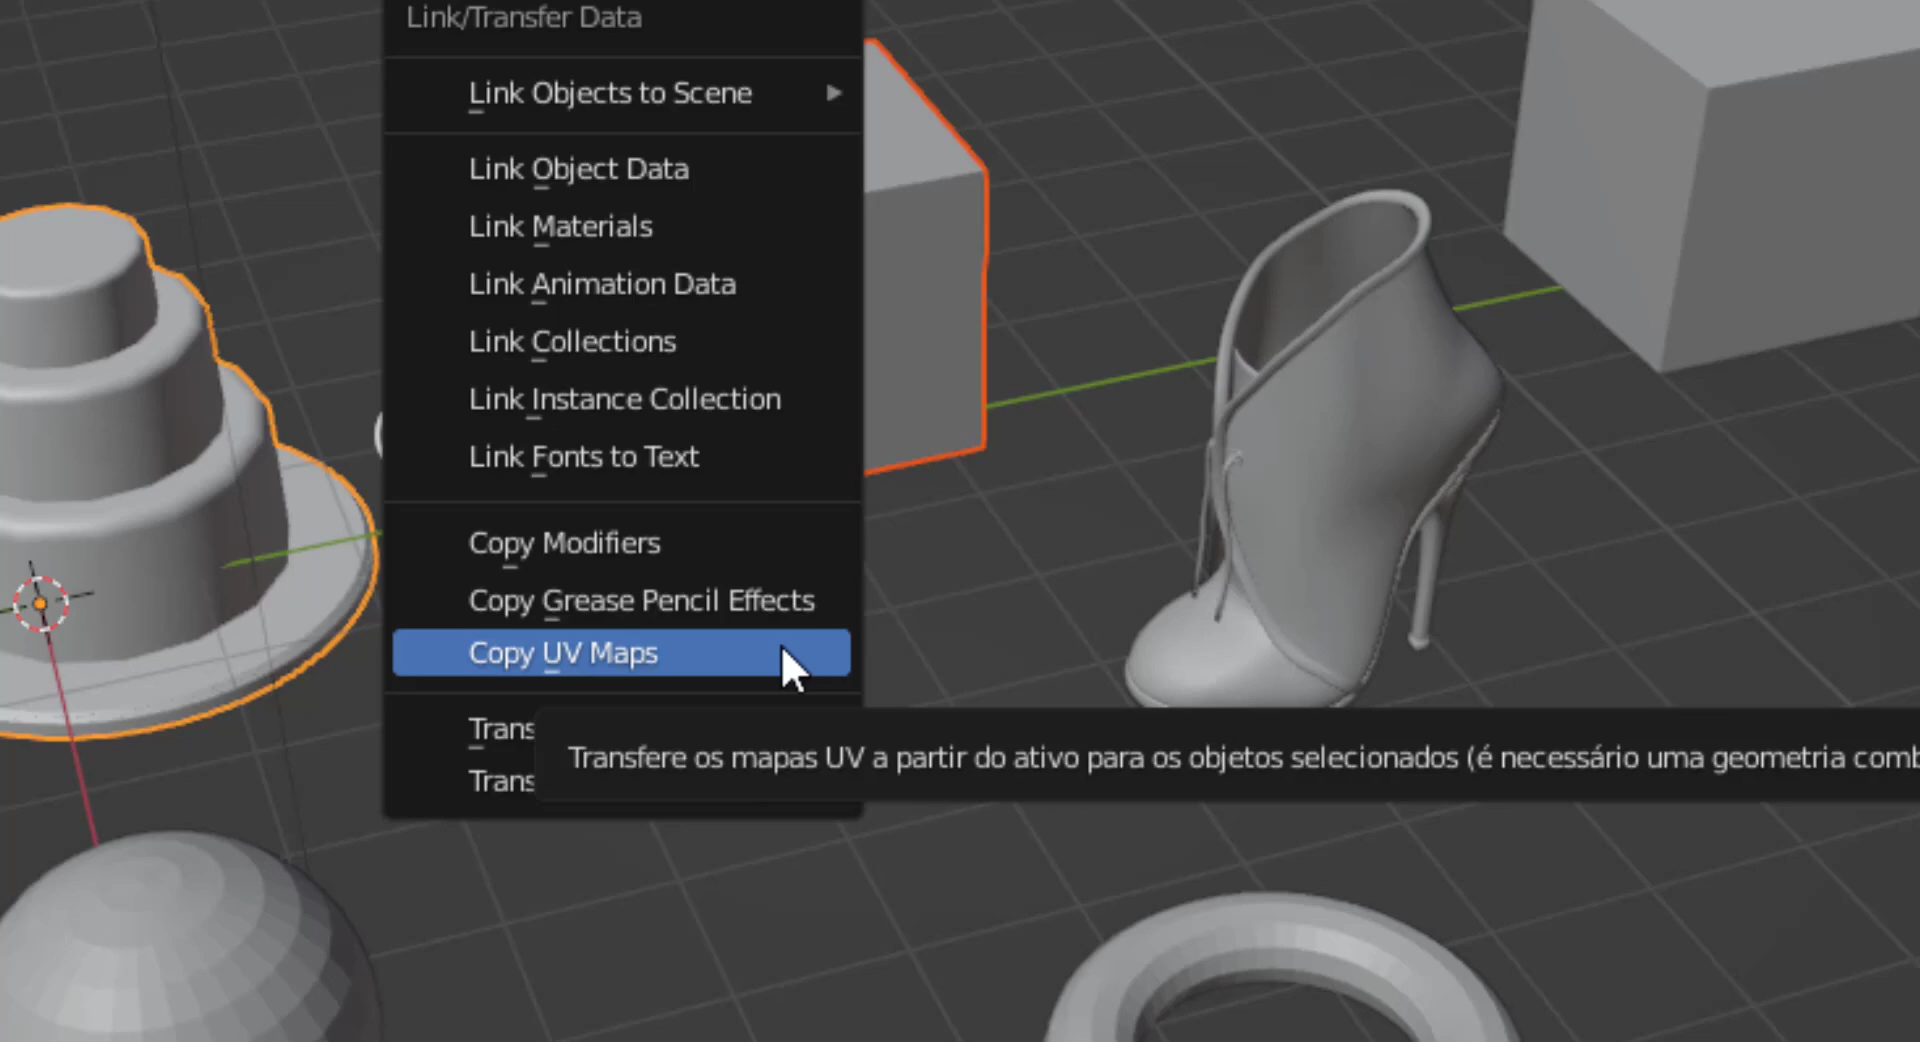 Link/Transfer Data
Link Objects to Scene
Link Object Data
Link Materials
Link Animation Data
Link Collections
Link Instance Collection
Link Fonts to Text
Copy Modifiers
Copy Grease Pencil Effects
Copy UV Maps
Trans
Transfere os mapas UV a partir do ativo para os objetos selecionados (é necessário uma geometria comb
Trans